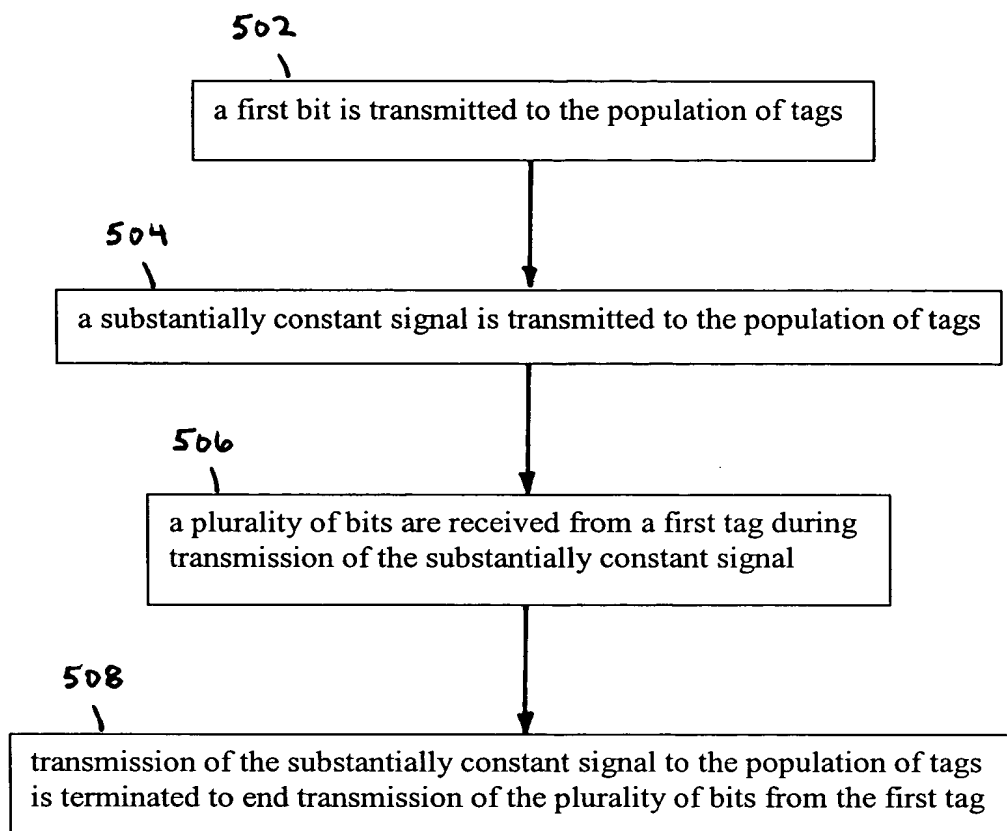 502
a first bit is transmitted to the population of tags
504
a substantially constant signal is transmitted to the population of tags
506
a plurality of bits are received from a first tag during
transmission of the substantially constant signal
508
transmission of the substantially constant signal to the population of tags
is terminated to end transmission of the plurality of bits from the first tag